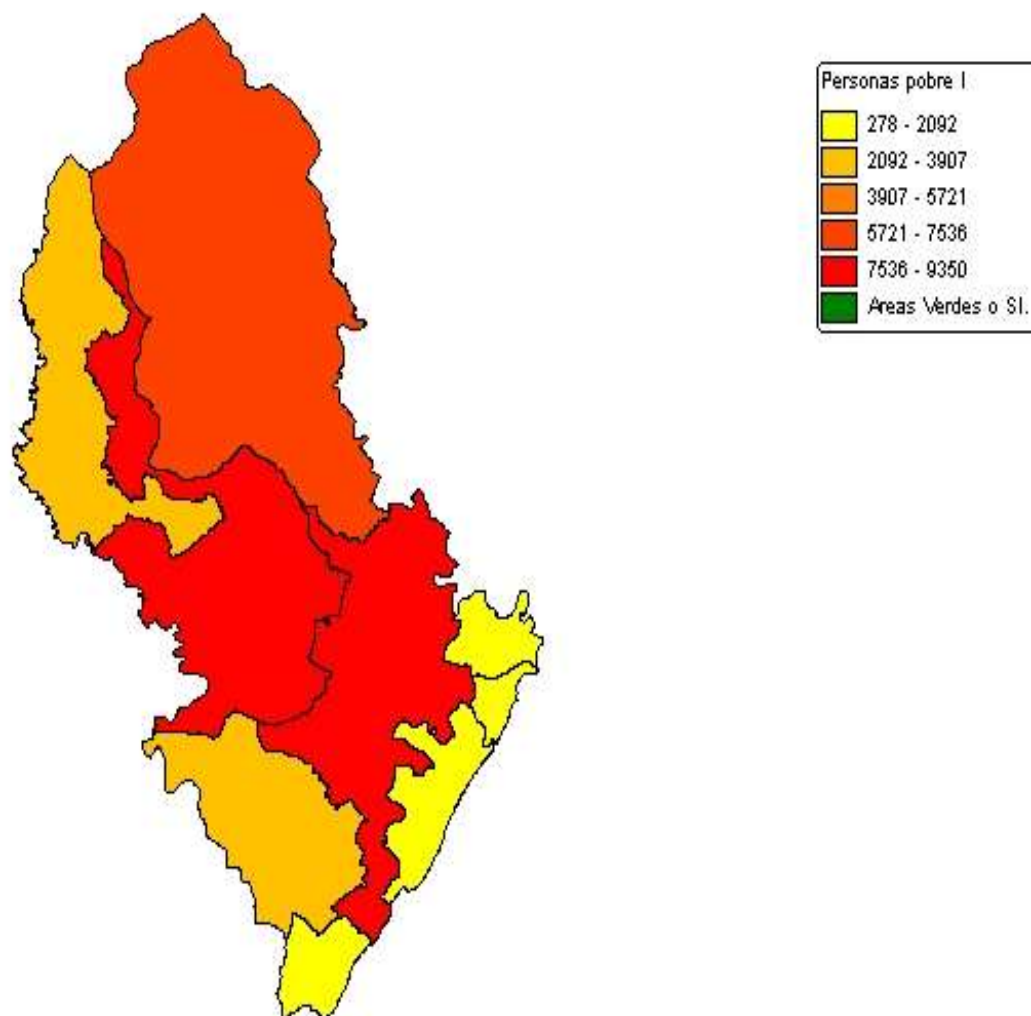 Personas pobre I
278 - 2092
2092 - 3907
3907 - 5721
5721 - 7536
7536 - 9350
Areas Verdes o SI.